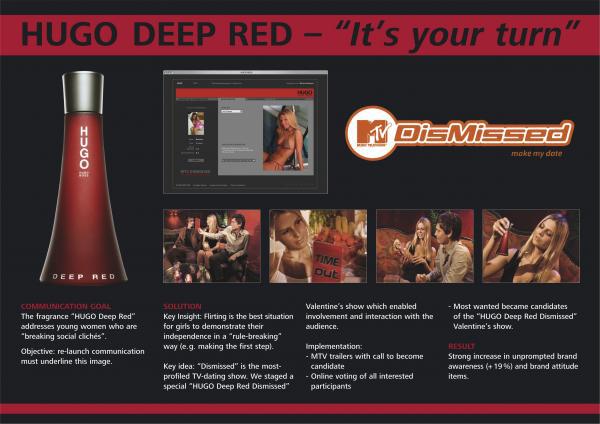 HUGO DEEP RED – “It’s your turn”
HUGO
HUGO
BOSS
DEEP RED
HUGO
MTV
MUSIC TELEVISION
DisMissed
make my date
TIME
Out
COMMUNICATION GOAL
The fragrance “HUGO Deep Red”
addresses young women who are
“breaking social clichés”.
Objective: re-launch communication
must underline this image.
SOLUTION
Key Insight: Flirting is the best situation
for girls to demonstrate their
independence in a “rule-breaking”
way (e.g. making the first step).
Key idea: “Dismissed” is the most-
profiled TV-dating show. We staged a
special “HUGO Deep Red Dismissed”
Valentine’s show which enabled
involvement and interaction with the
audience.
Implementation:
- MTV trailers with call to become
candidate
- Online voting of all interested
participants
- Most wanted became candidates
of the “HUGO Deep Red Dismissed”
Valentine’s show.
RESULT
Strong increase in unprompted brand
awareness (+ 19 %) and brand attitude
items.